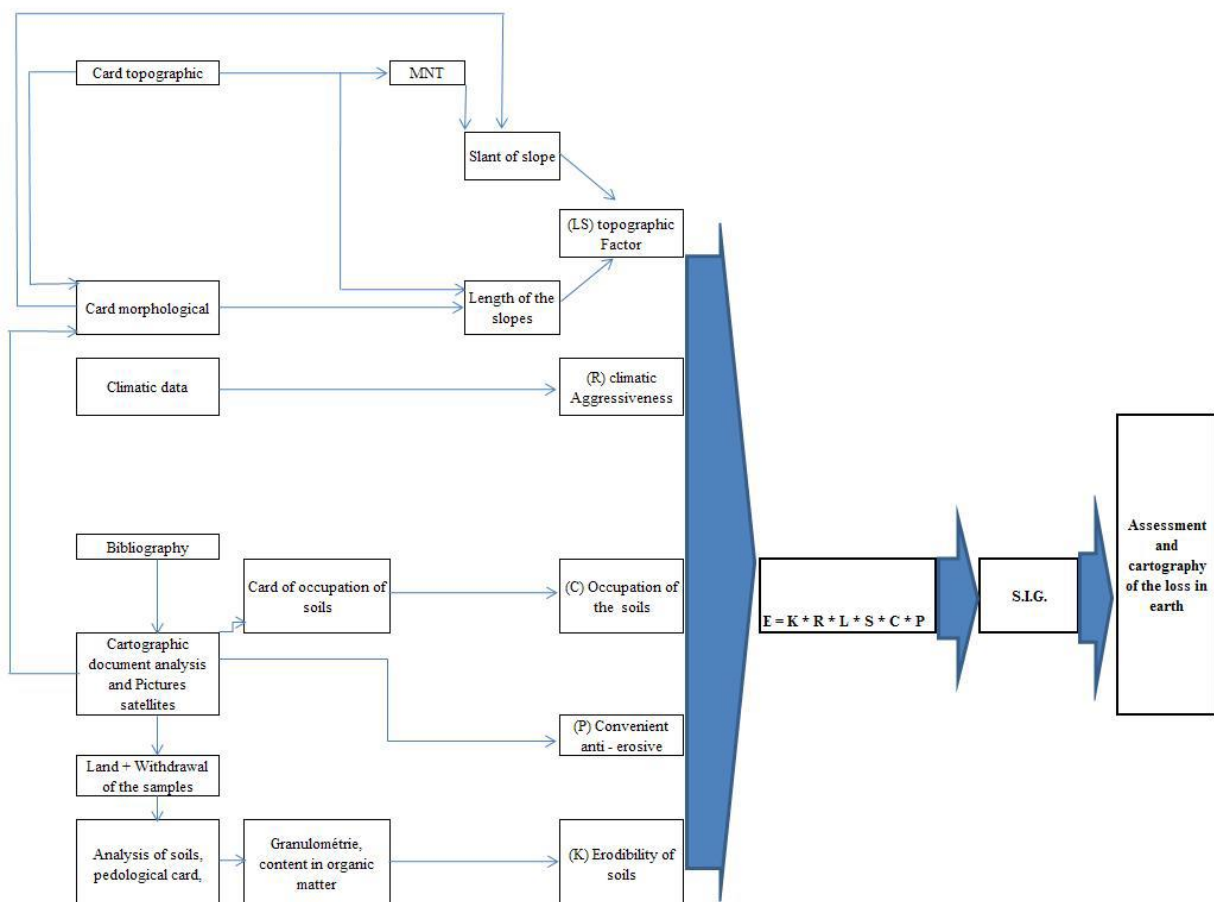 Card topographic
MNT
Slant of slope
(LS) topographic
Factor
Card morphological
Length of the
slopes
Climatic data
(R) climatic
Aggressiveness
Bibliography
Card of occupation of
soils
(C) Occupation of
the soils
Cartographic
document analysis
and Pictures
satellites
(P) Convenient
anti - erosive
Land + Withdrawal
of the samples
Analysis of soils,
pedological card,
Granulométrie,
content in organic
matter
(K) Erodibility of
soils
E = K * R * L * S * C * P
S.I.G.
Assessment
and
cartography
of the loss in
earth